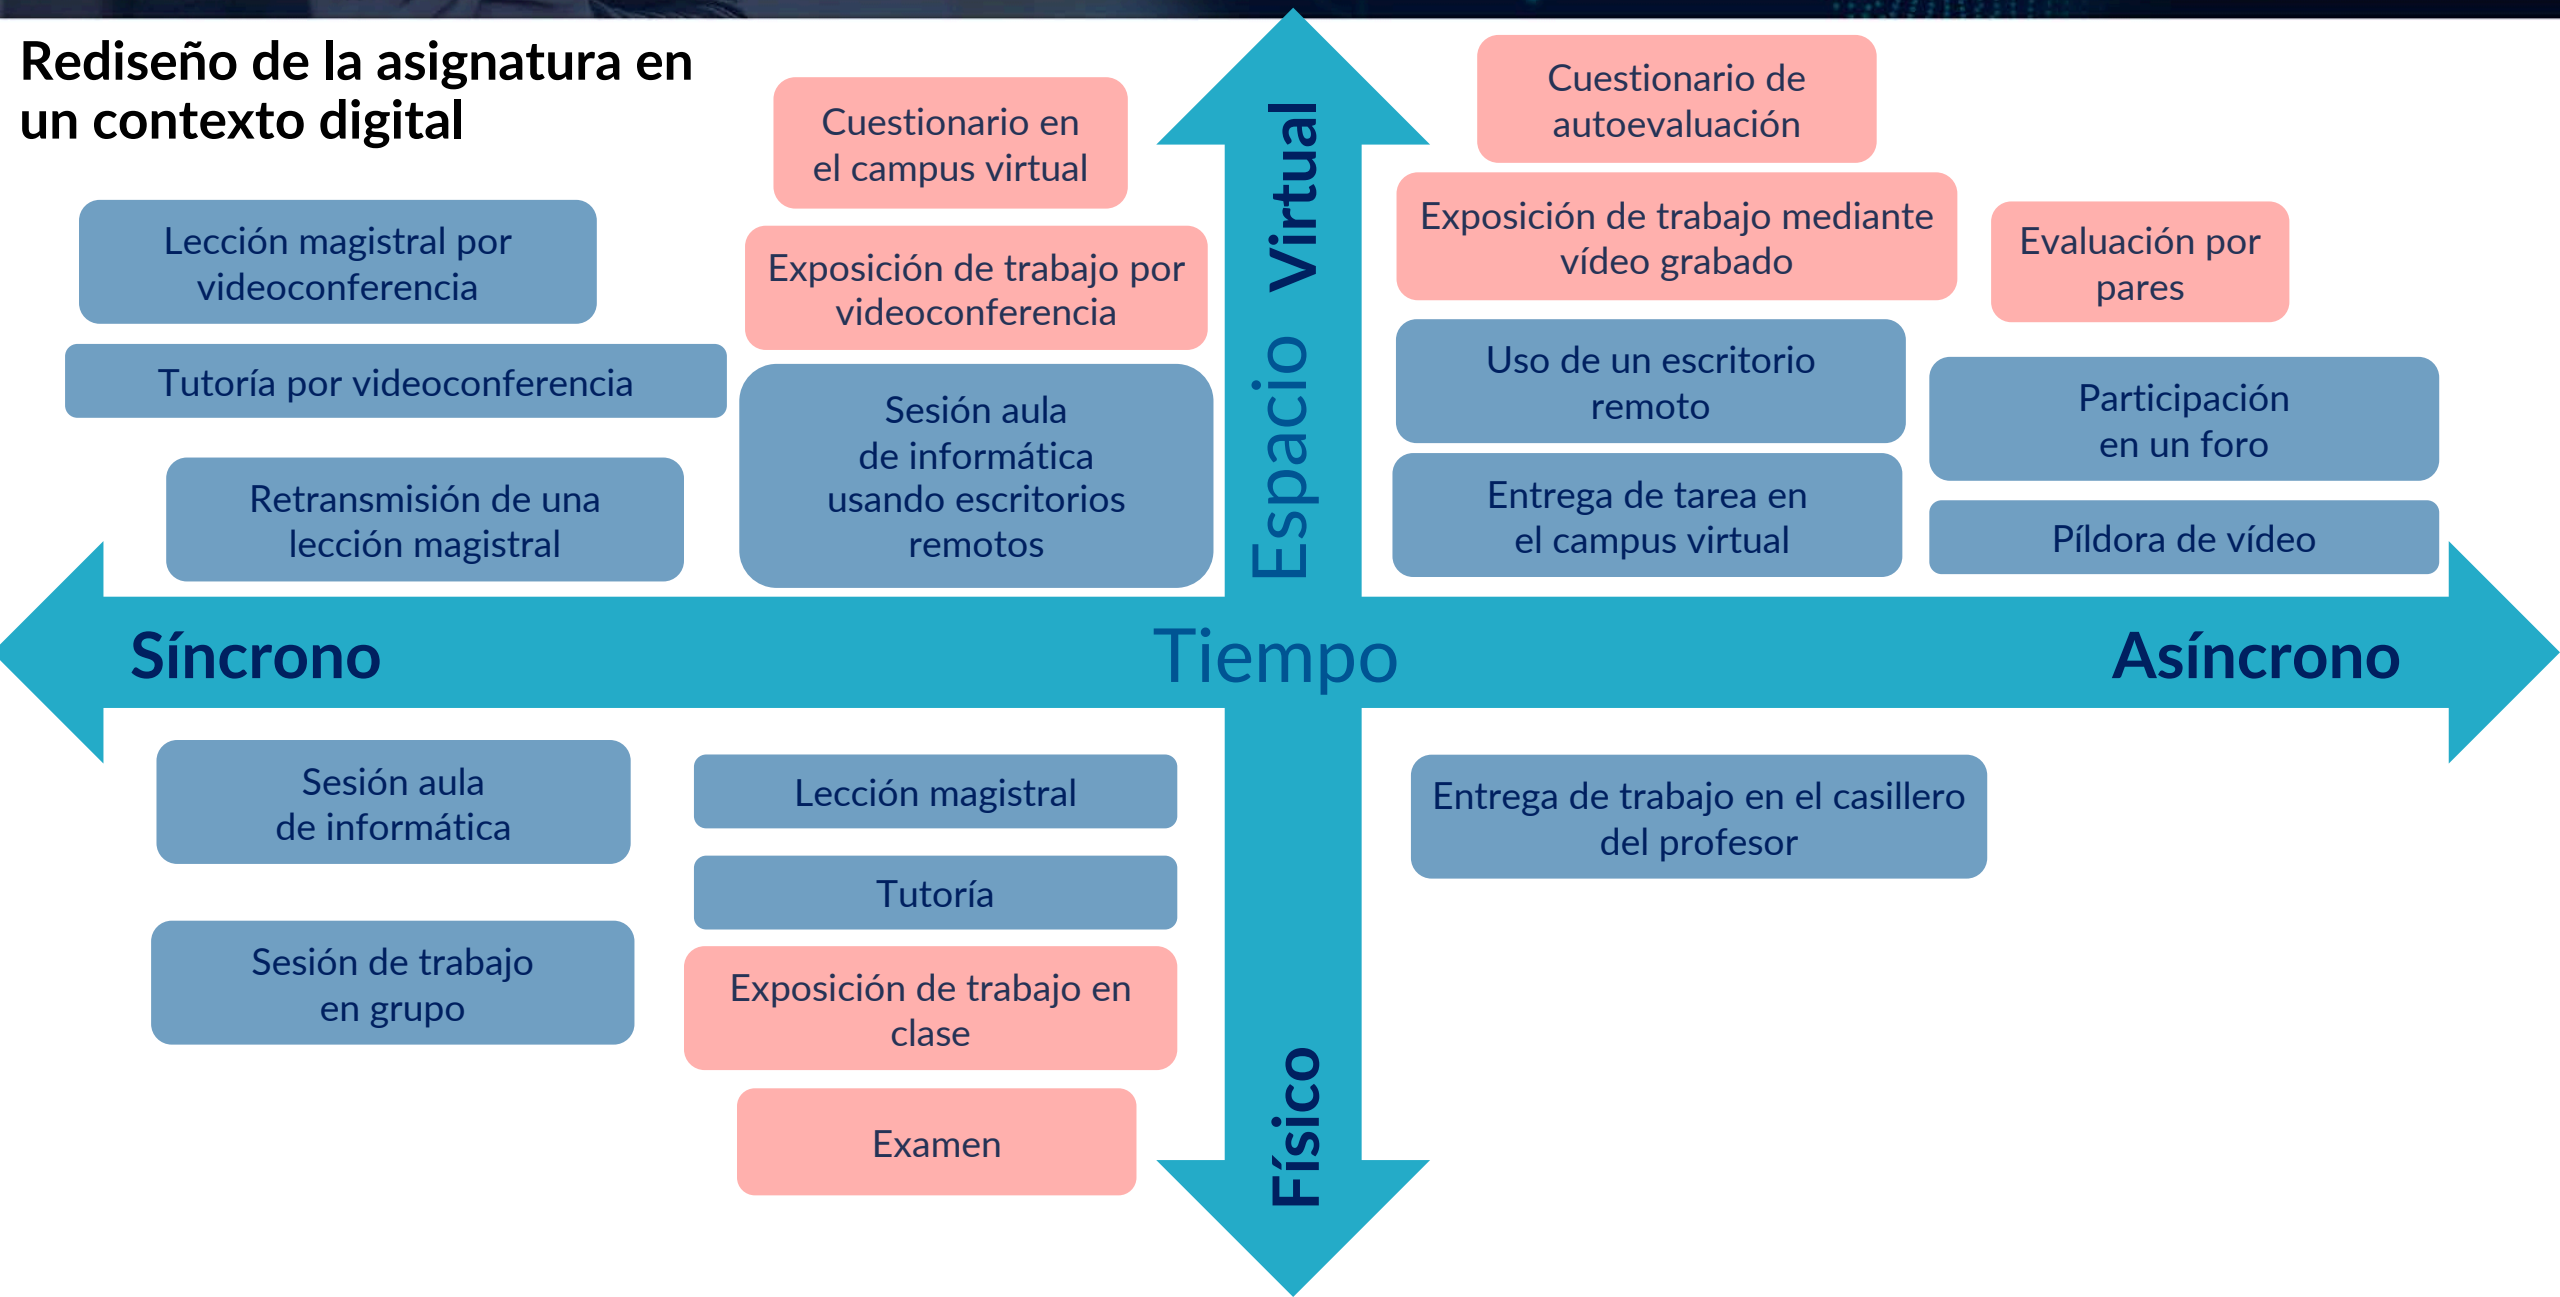 Rediseño de la asignatura en
un contexto digital
Cuestionario en
el campus virtual
Lección magistral por
videoconferencia
Exposición de trabajo por
videoconferencia
Tutoría por videoconferencia
Sesión aula
de informática
usando escritorios
remotos
Retransmisión de una
lección magistral
Espacio Virtual
Cuestionario de
autoevaluación
Exposición de trabajo mediante
vídeo grabado
Evaluación por
pares
Uso de un escritorio
remoto
Participación
en un foro
Entrega de tarea en
el campus virtual
Píldora de vídeo
Síncrono
Tiempo
Asíncrono
Sesión aula
de informática
Lección magistral
Tutoría
Sesión de trabajo
en grupo
Exposición de trabajo en
clase
Examen
Físico
Entrega de trabajo en el casillero
del profesor